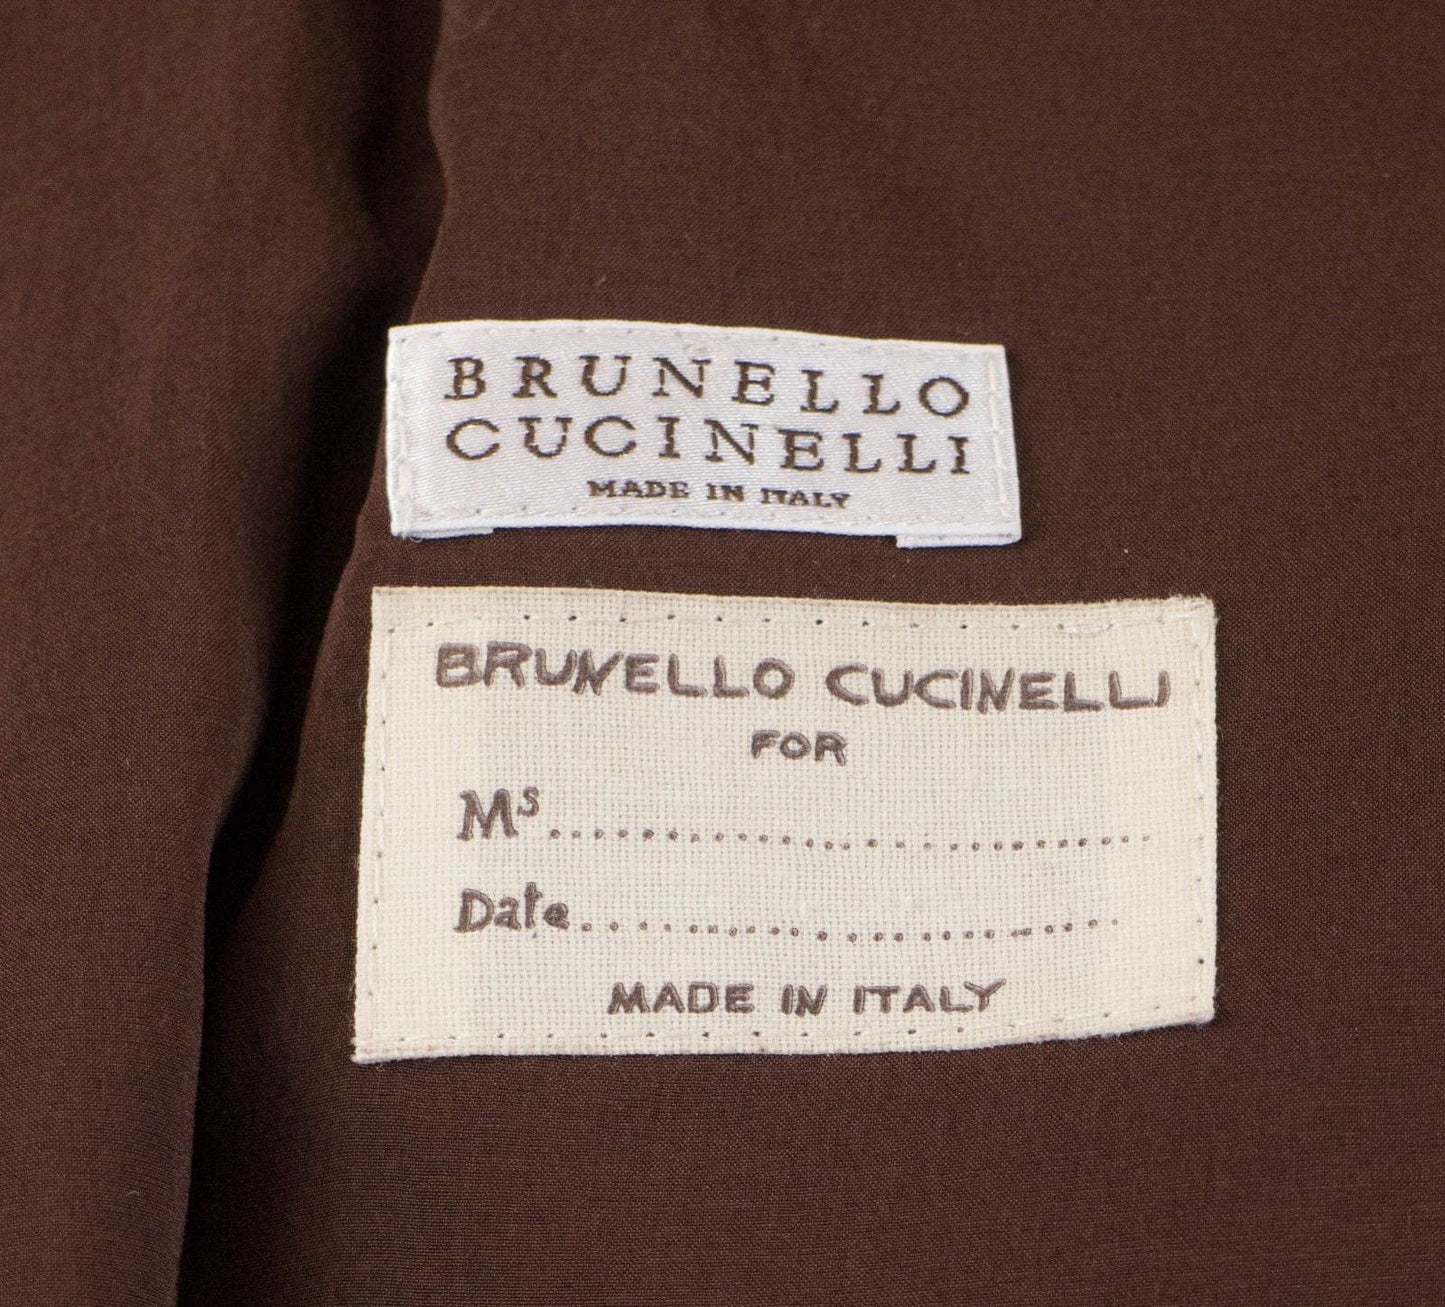 BRUNELLO
CUCINELLI
MADE IN ITALY
BRUNELLO CUCINELLI
FOR
Ms..............................
Date..............................
MADE IN ITALY